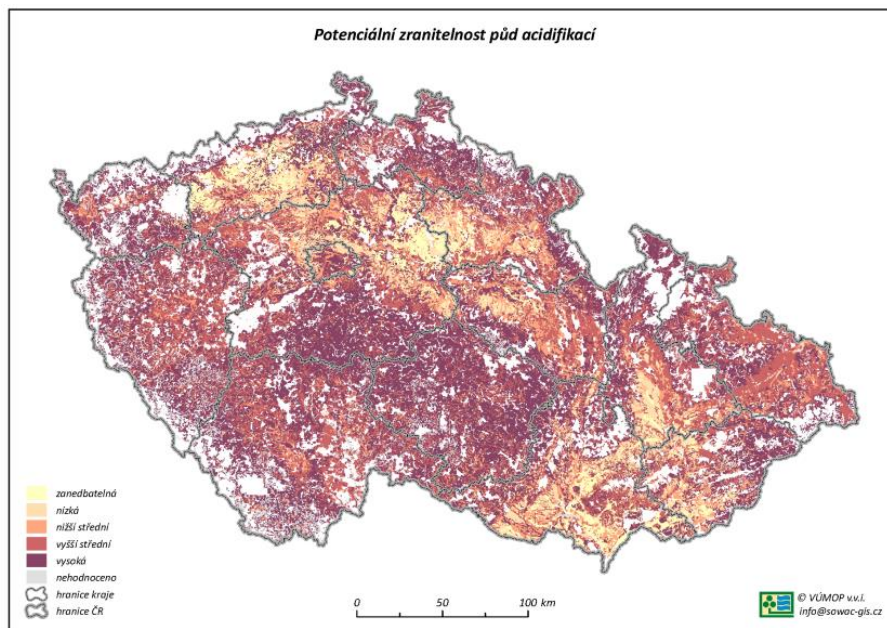 Potenciální zranitelnost půd acidifikací
zanedbatelná
nízká
nižší střední
vyšší střední
vysoká
nehodnoceno
hranice kraje
hranice ČR
0 50 100 km
© VÚMOP v.v.i.
info@sowac-gis.cz